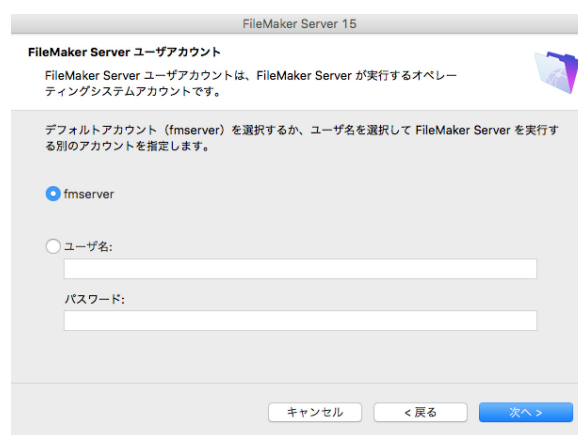 FileMaker Server 15
FileMaker Server ユーザアカウント
FileMaker Server ユーザアカウントは、FileMaker Server が実行するオペレー
ティングシステムアカウントです。
デフォルトアカウント（fmserver）を選択するか、ユーザ名を選択して FileMaker Server を実行す
る別のアカウントを指定します。
fmserver
ユーザ名:
パスワード:
キャンセル
< 戻る
次へ >